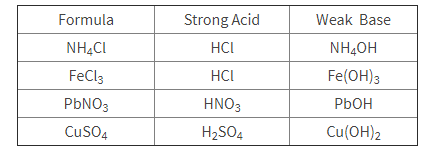 Formula Strong Acid Weak Base
NH₄Cl HCl NH₄OH
FeCl₃ HCl Fe(OH)₃
PbNO₃ HNO₃ PbOH
CuSO₄ H₂SO₄ Cu(OH)₂